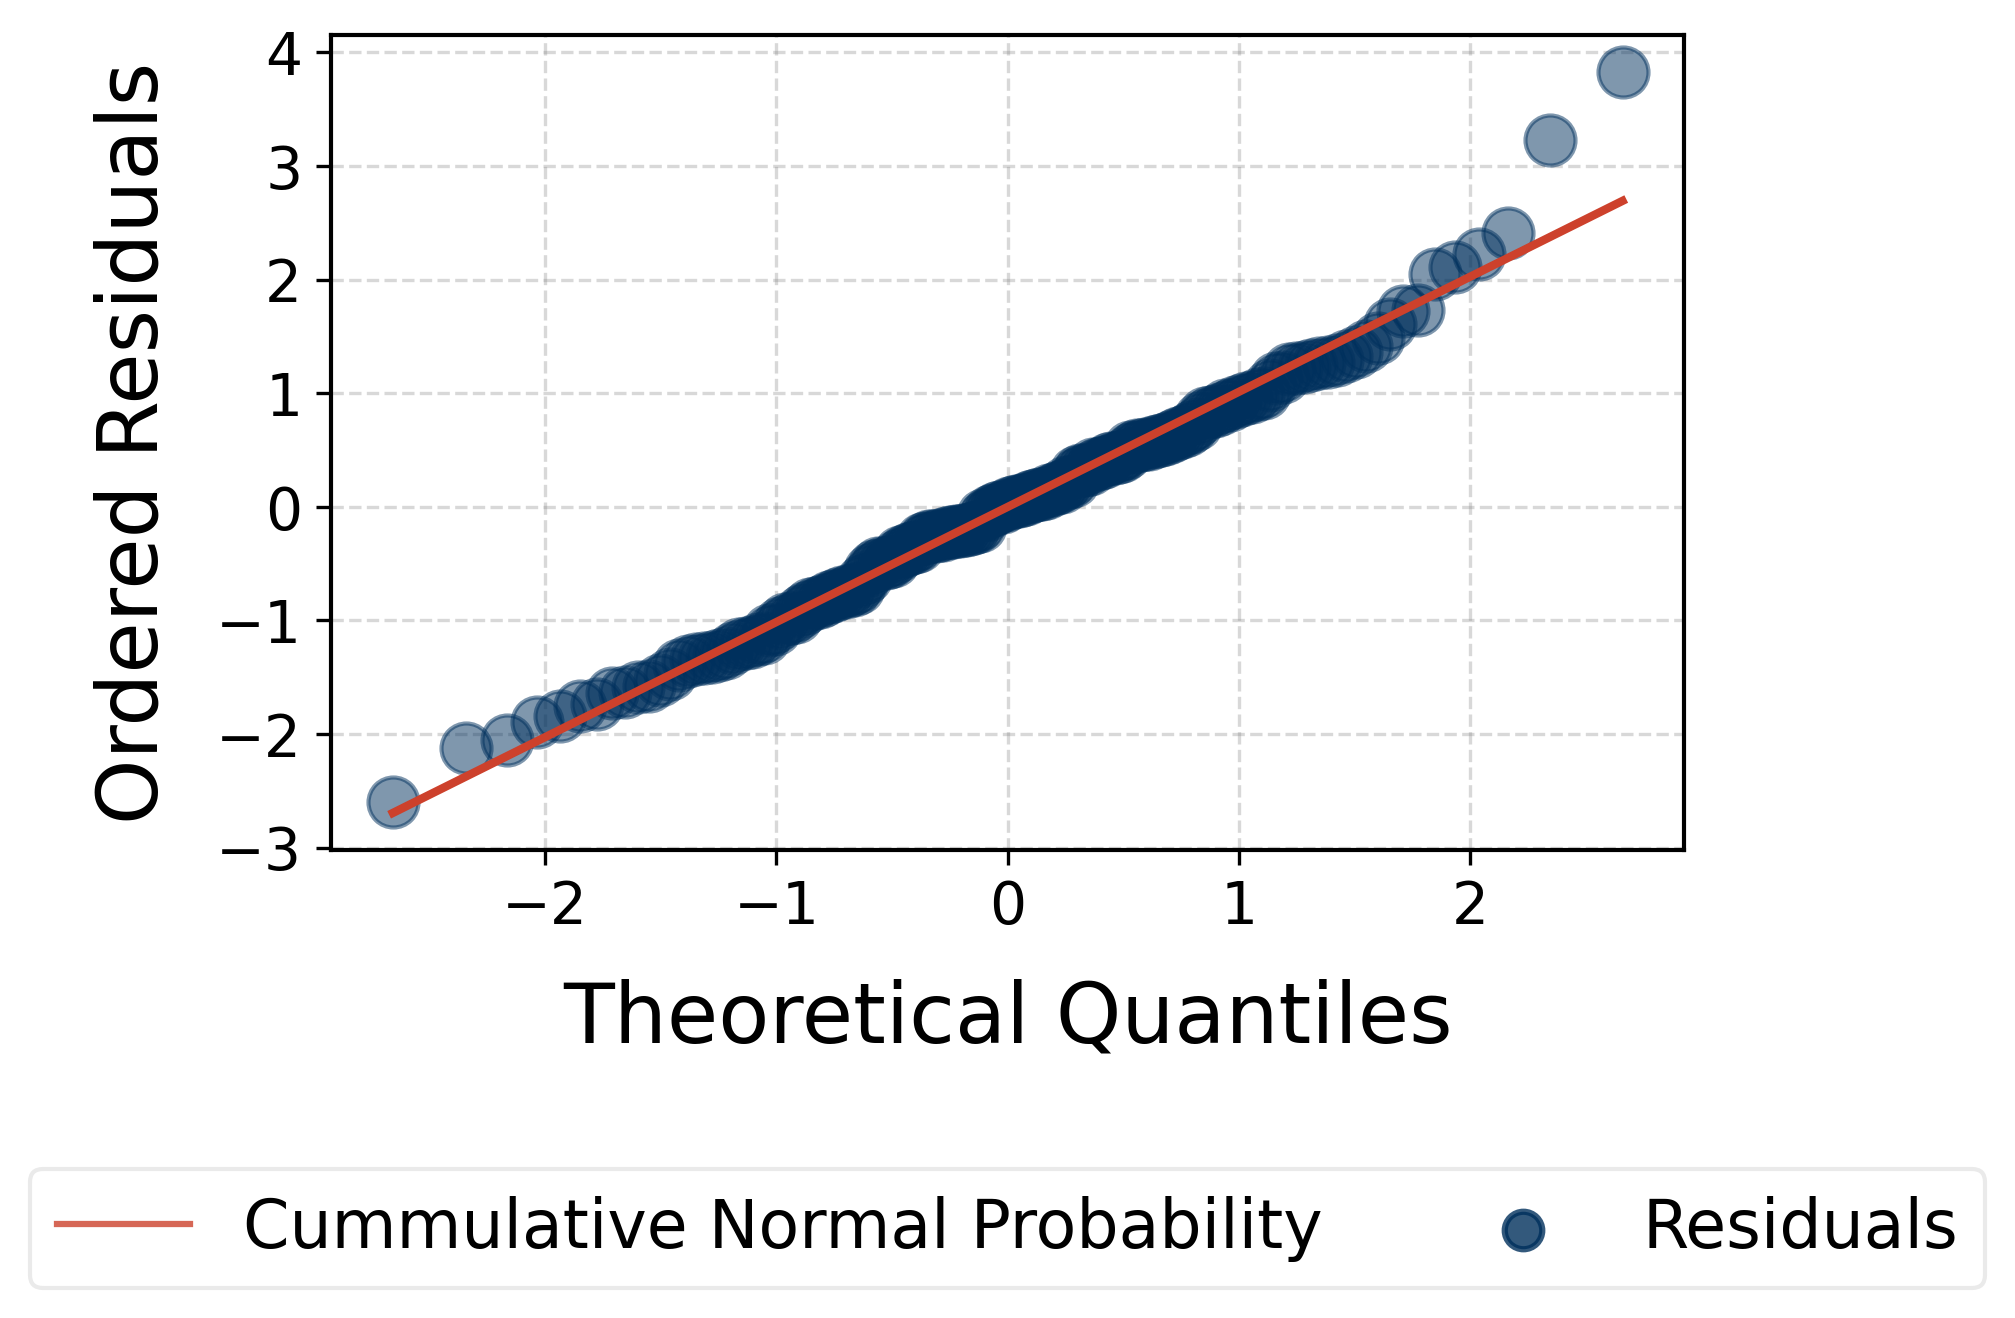 4
3
2
1
0
−1
−2
−3
Ordered Residuals
−2 −1 0 1 2
Theoretical Quantiles
Cummulative Normal Probability Residuals